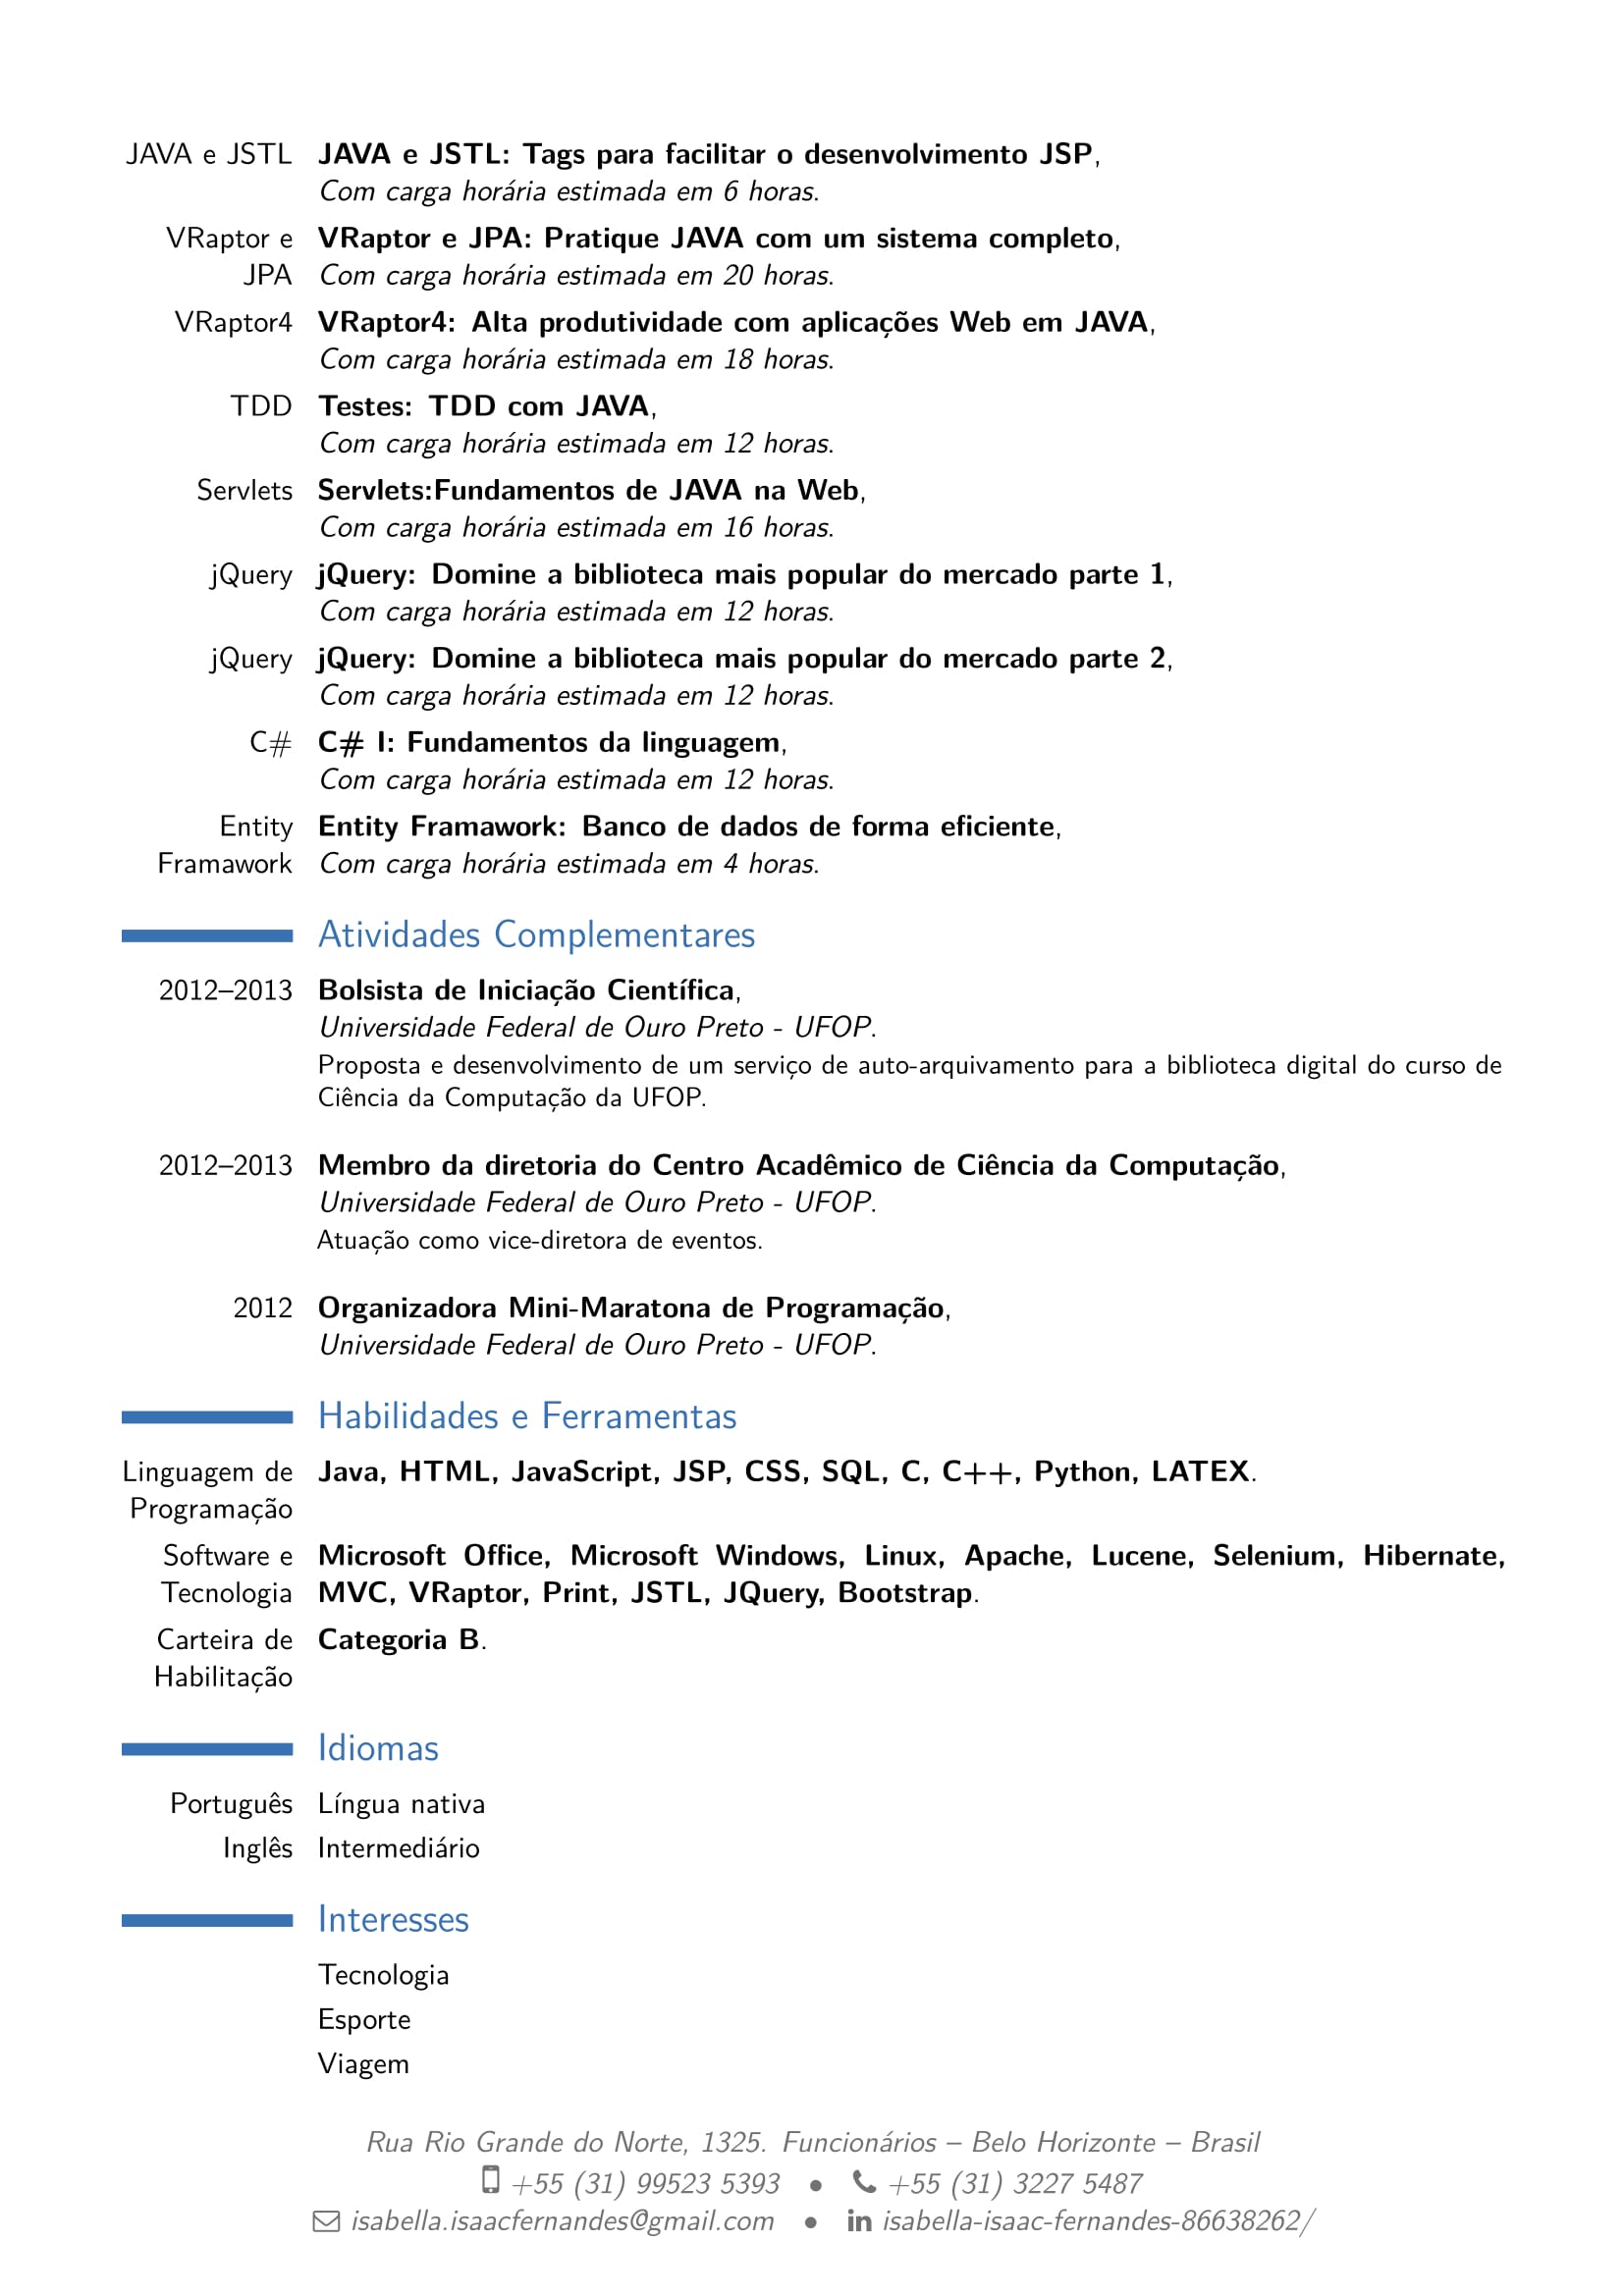 JAVA e JSTL JAVA e JSTL: Tags para facilitar o desenvolvimento JSP,
Com carga horária estimada em 6 horas.
VRaptor e VRaptor e JPA: Pratique JAVA com um sistema completo,
JPA Com carga horária estimada em 20 horas.
VRaptor4 VRaptor4: Alta produtividade com aplicações Web em JAVA,
Com carga horária estimada em 18 horas.
TDD Testes: TDD com JAVA,
Com carga horária estimada em 12 horas.
Servlets Servlets:Fundamentos de JAVA na Web,
Com carga horária estimada em 16 horas.
jQuery jQuery: Domine a biblioteca mais popular do mercado parte 1,
Com carga horária estimada em 12 horas.
jQuery jQuery: Domine a biblioteca mais popular do mercado parte 2,
Com carga horária estimada em 12 horas.
C# C# I: Fundamentos da linguagem,
Com carga horária estimada em 12 horas.
Entity Entity Framawork: Banco de dados de forma eficiente,
Framawork Com carga horária estimada em 4 horas.
Atividades Complementares
2012–2013 Bolsista de Iniciação Científica,
Universidade Federal de Ouro Preto - UFOP.
Proposta e desenvolvimento de um serviço de auto-arquivamento para a biblioteca digital do curso de
Ciência da Computação da UFOP.
2012–2013 Membro da diretoria do Centro Acadêmico de Ciência da Computação,
Universidade Federal de Ouro Preto - UFOP.
Atuação como vice-diretora de eventos.
2012 Organizadora Mini-Maratona de Programação,
Universidade Federal de Ouro Preto - UFOP.
Habilidades e Ferramentas
Linguagem de Java, HTML, JavaScript, JSP, CSS, SQL, C, C++, Python, LATEX.
Programação
Software e Microsoft Office, Microsoft Windows, Linux, Apache, Lucene, Selenium, Hibernate,
Tecnologia MVC, VRaptor, Print, JSTL, JQuery, Bootstrap.
Carteira de Categoria B.
Habilitação
Idiomas
Português Língua nativa
Inglês Intermediário
Interesses
Tecnologia
Esporte
Viagem
Rua Rio Grande do Norte, 1325. Funcionários – Belo Horizonte – Brasil
+55 (31) 99523 5393 • +55 (31) 3227 5487
isabella.isaacfernandes@gmail.com • in isabella-isaac-fernandes-86638262/